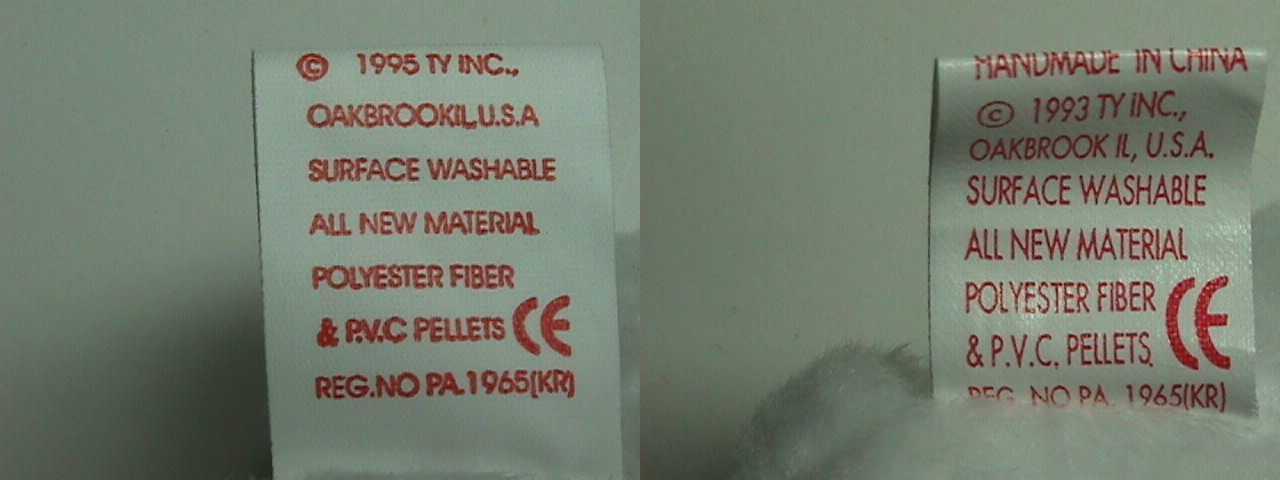 © 1995 TY INC.,
OAKBROOKIL,U.S.A
SURFACE WASHABLE
ALL NEW MATERIAL
POLYESTER FIBER
& P.V.C PELLETS CE
REG.NO PA.1965(KR)
HANDMADE IN CHINA
© 1993 TY INC.,
OAKBROOK IL, U.S.A.
SURFACE WASHABLE
ALL NEW MATERIAL
POLYESTER FIBER
& P.V.C. PELLETS. CE
REG. NO PA. 1965(KR)